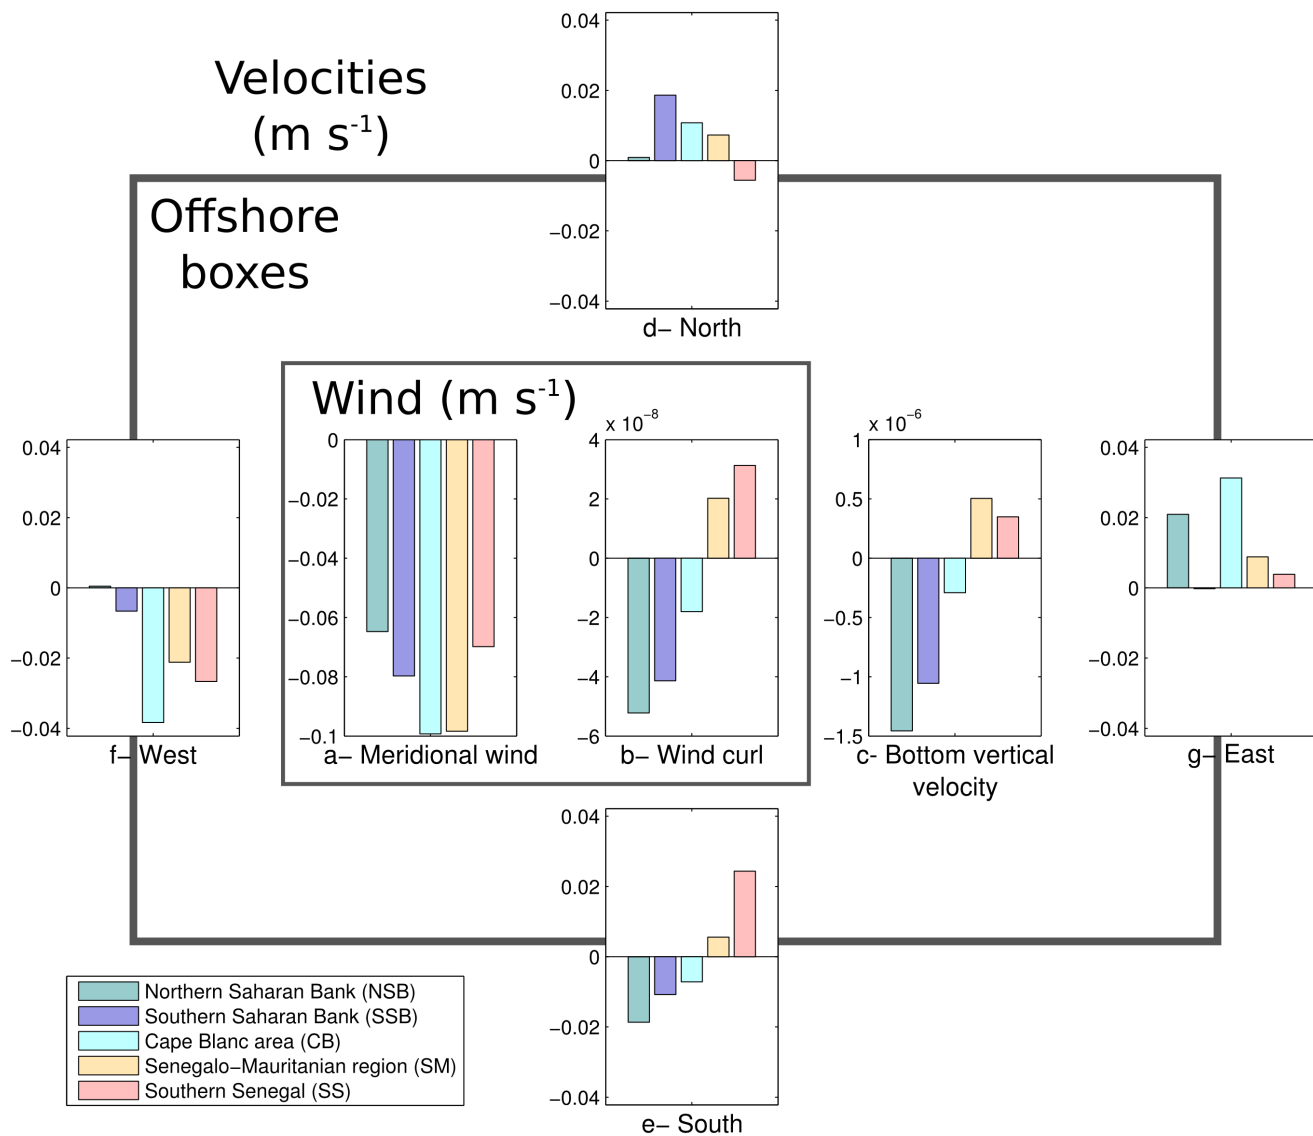 0.04
0.02
0
−0.02
−0.04
d− North
Velocities
(m s-1)
Offshore
boxes
Wind (m s-1)
0.04
0.02
0
−0.02
−0.04
f− West
0
−0.02
−0.04
−0.06
−0.08
−0.1
a− Meridional wind
x 10−8
4
2
0
−2
−4
−6
b− Wind curl
x 10−6
1
0.5
0
−0.5
−1
−1.5
c- Bottom vertical
velocity
0.04
0.02
0
−0.02
−0.04
g− East
0.04
0.02
0
−0.02
−0.04
e− South
Northern Saharan Bank (NSB)
Southern Saharan Bank (SSB)
Cape Blanc area (CB)
Senegalo−Mauritanian region (SM)
Southern Senegal (SS)